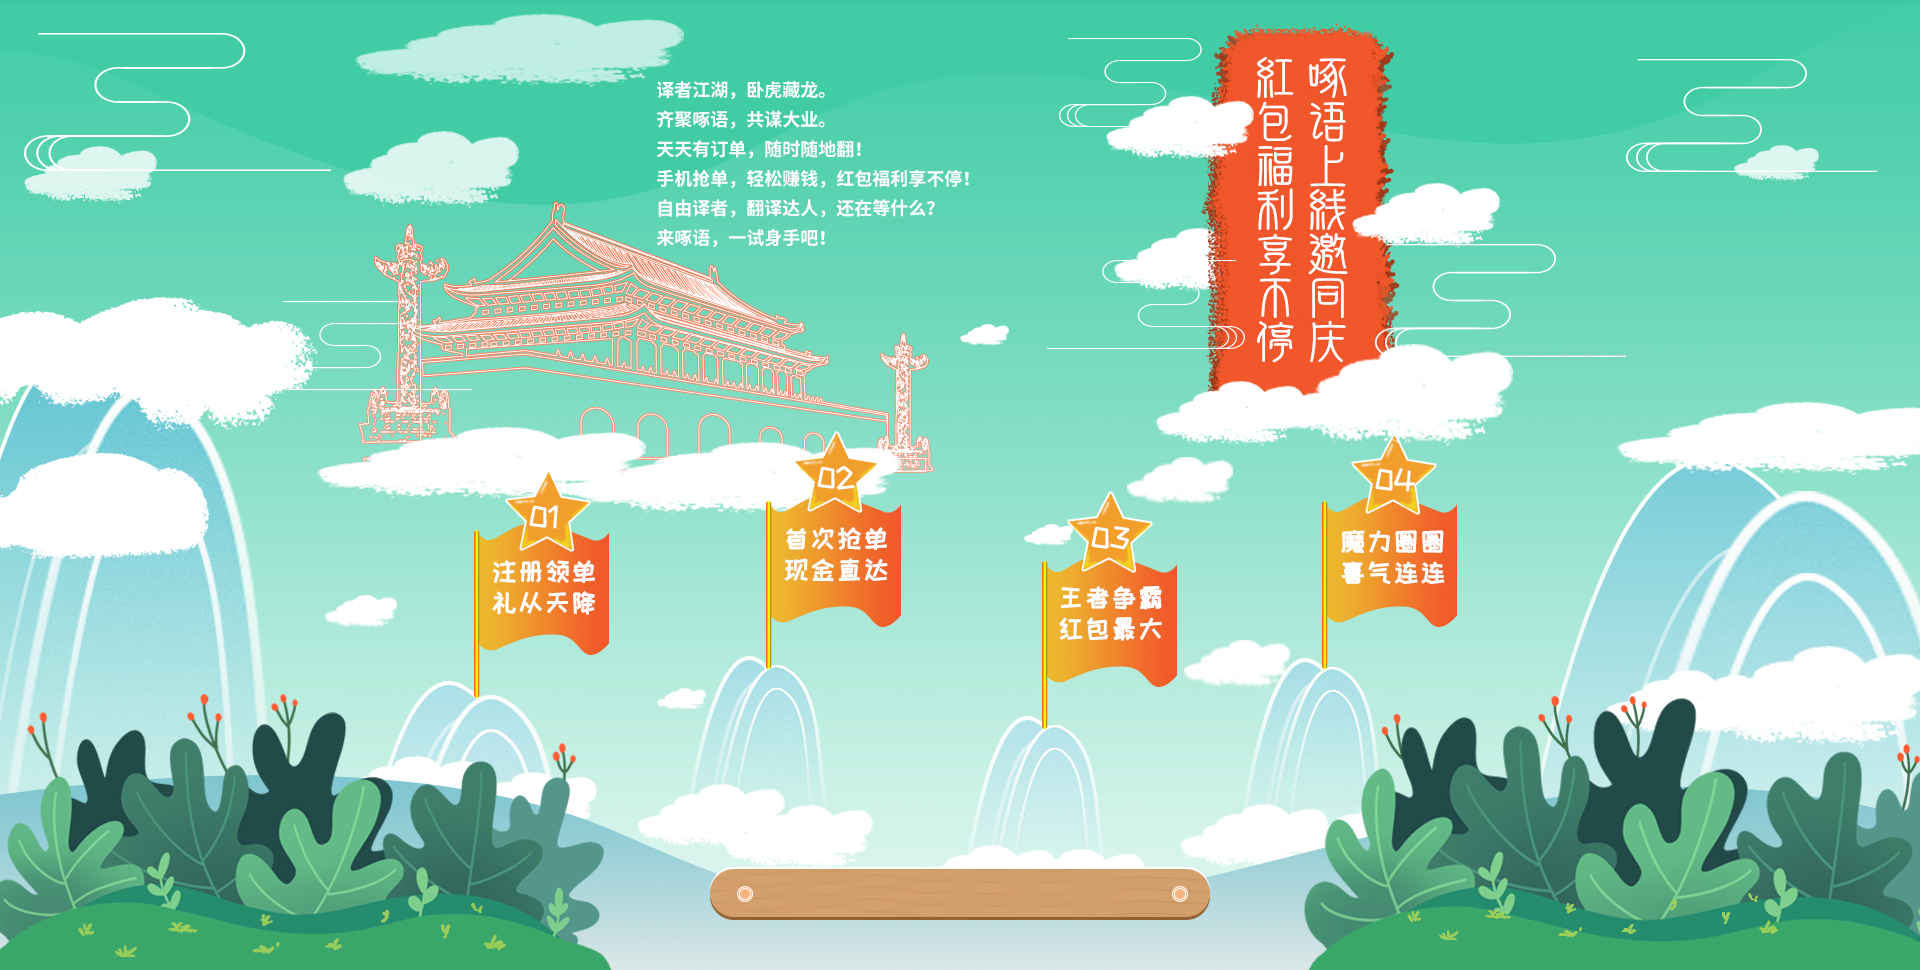 译者江湖，卧虎藏龙。
齐聚啄语，共谋大业。
天天有订单，随时随地翻！
手机抢单，轻松赚钱，红包福利享不停！
自由译者，翻译达人，还在等什么？
来啄语，一试身手吧！
啄语上线邀同庆
紅包福利享不停
01
注册领单
礼从天降
02
首次抢单
现金直达
03
王者争霸
红包最大
04
魔力圈圈
喜气连连